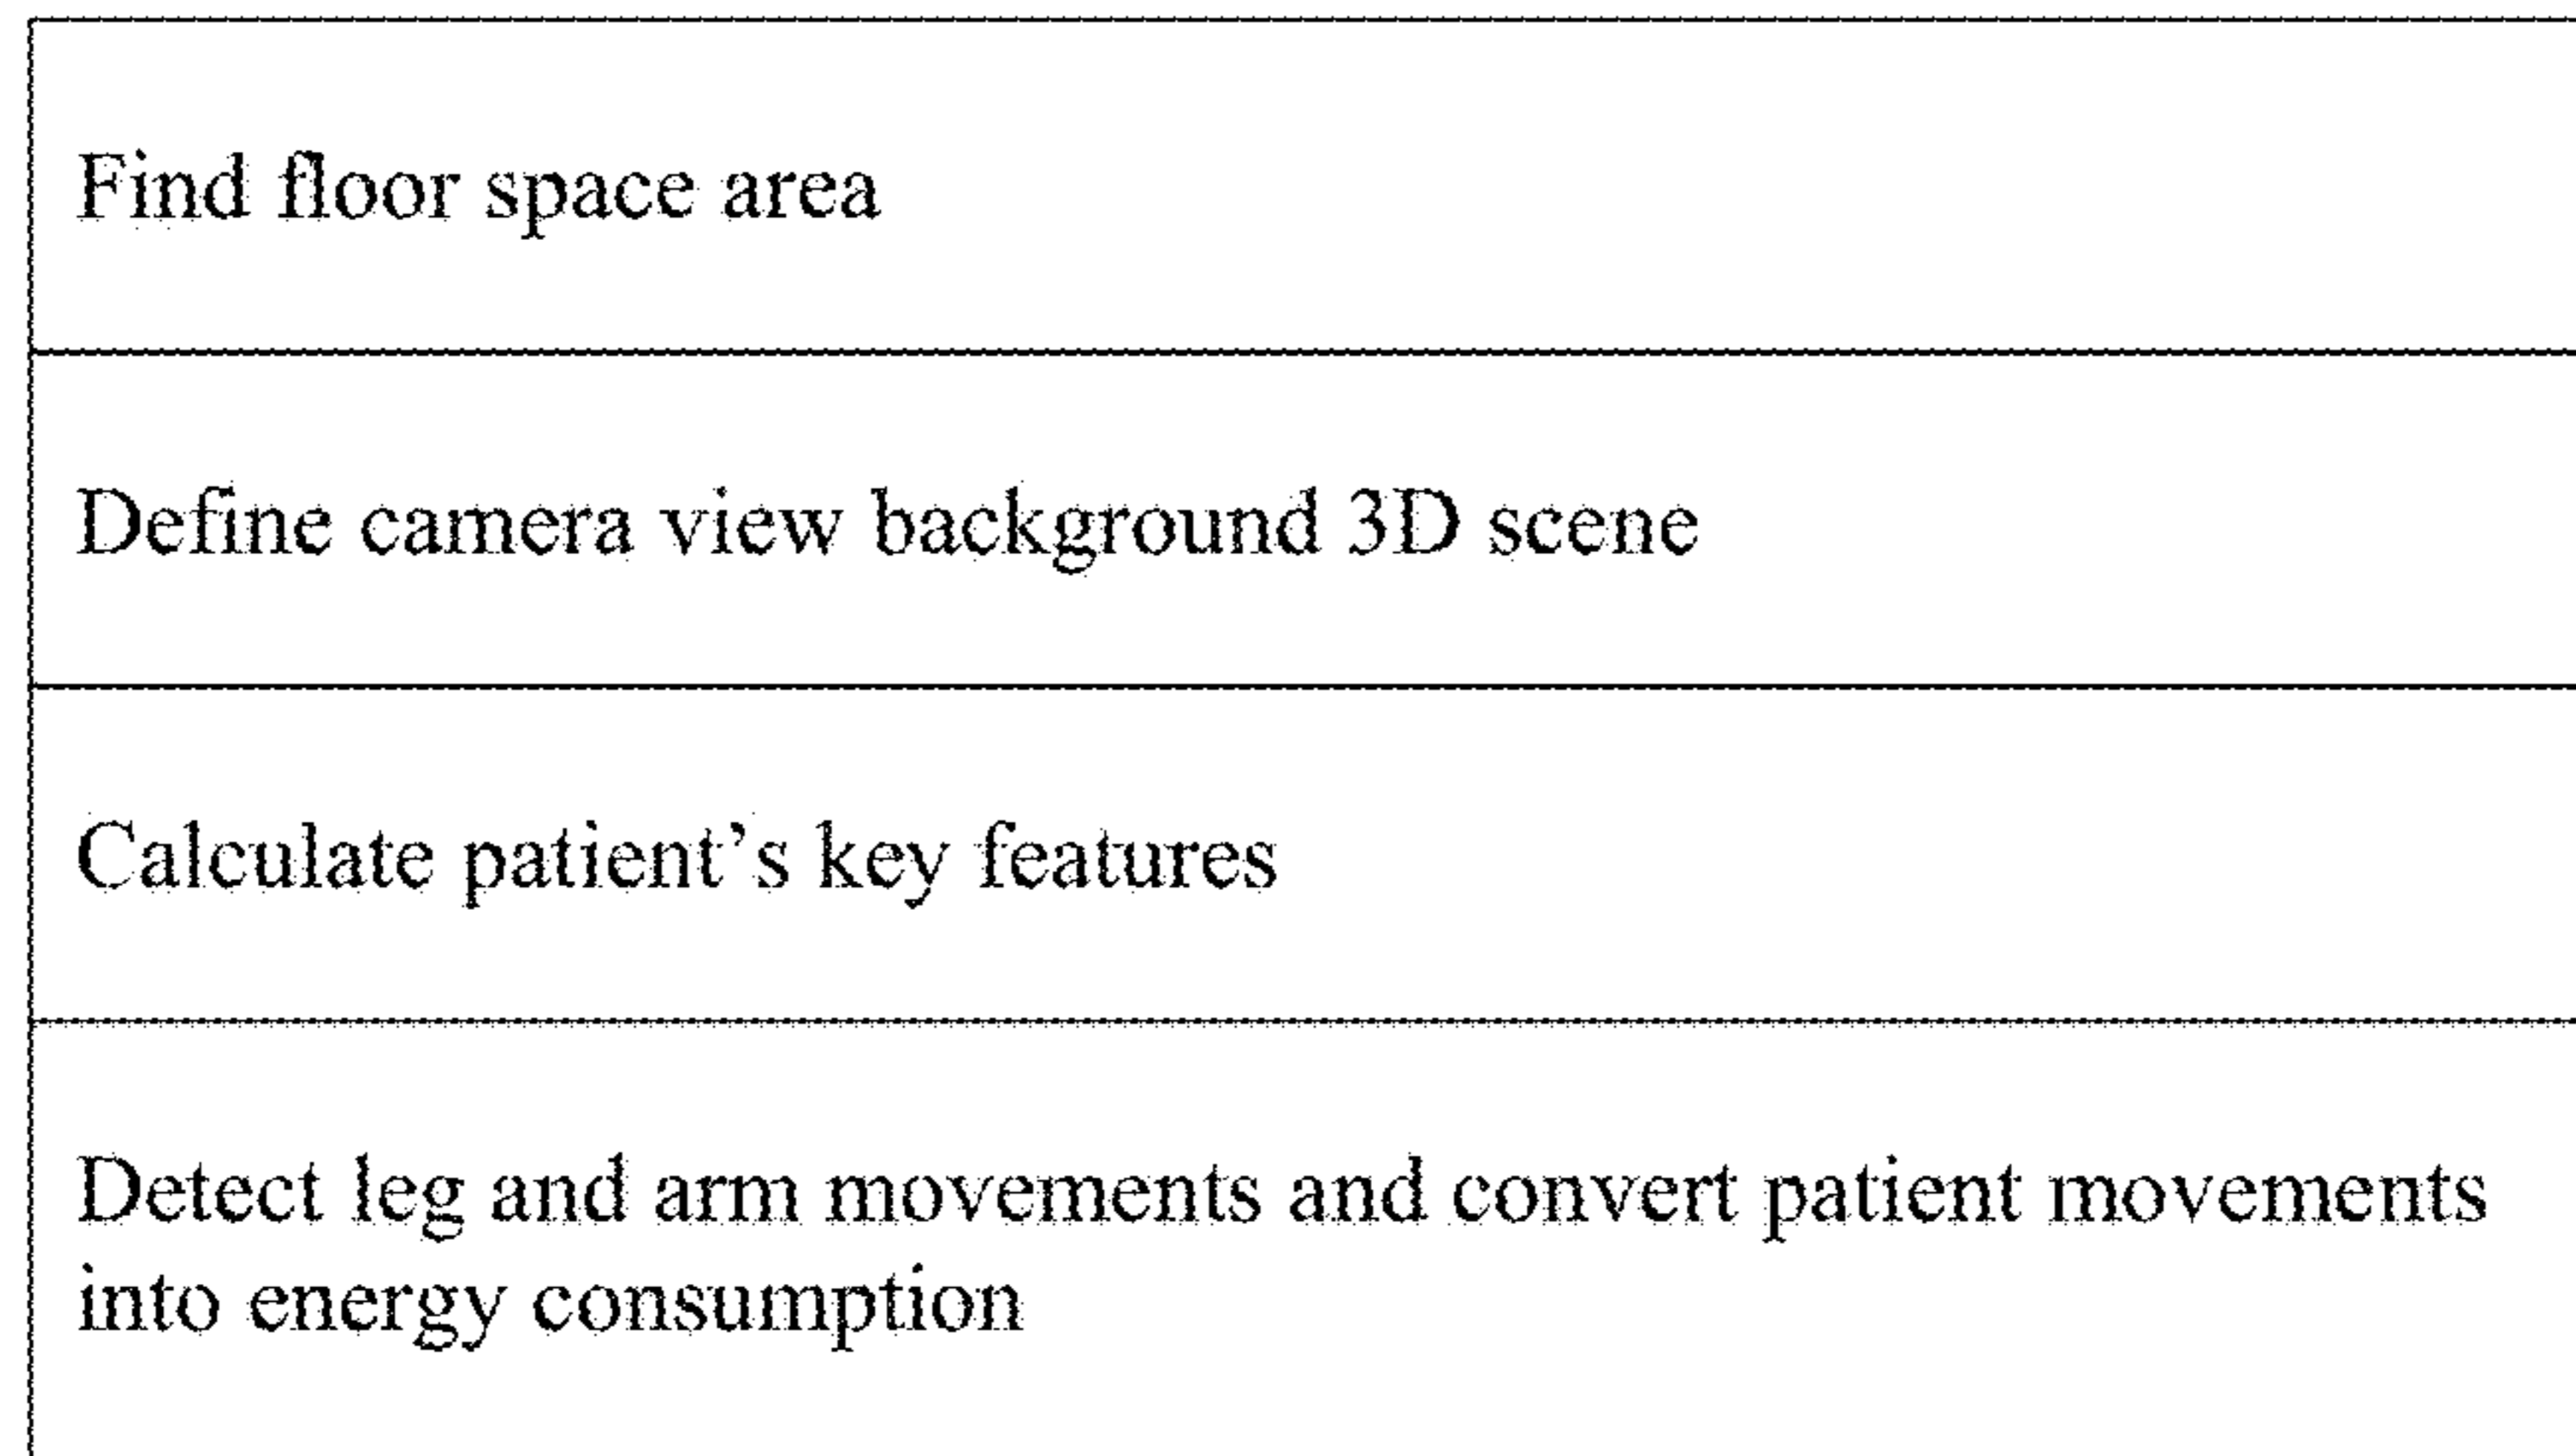 Find floor space area
Define camera view background 3D scene
Calculate patient’s key features
Detect leg and arm movements and convert patient movements
into energy consumption